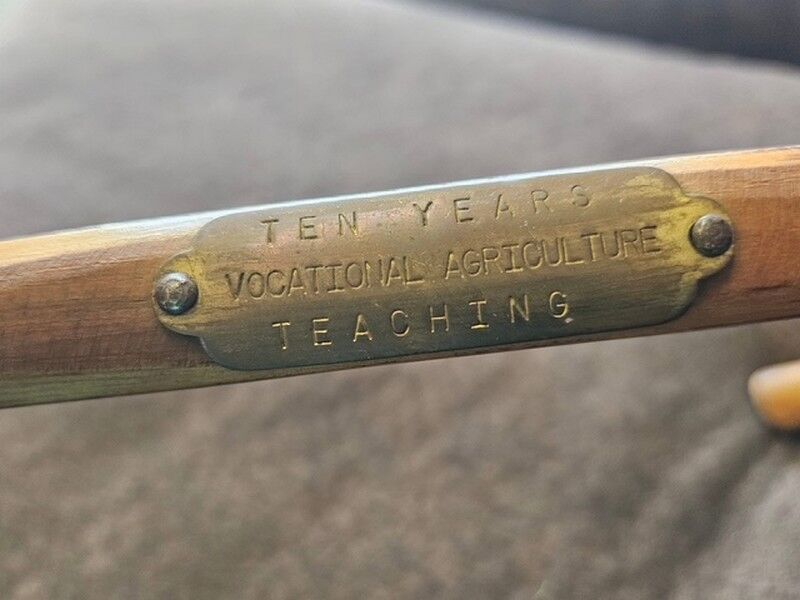 TEN YEARS
VOCATIONAL AGRICULTURE
TEACHING